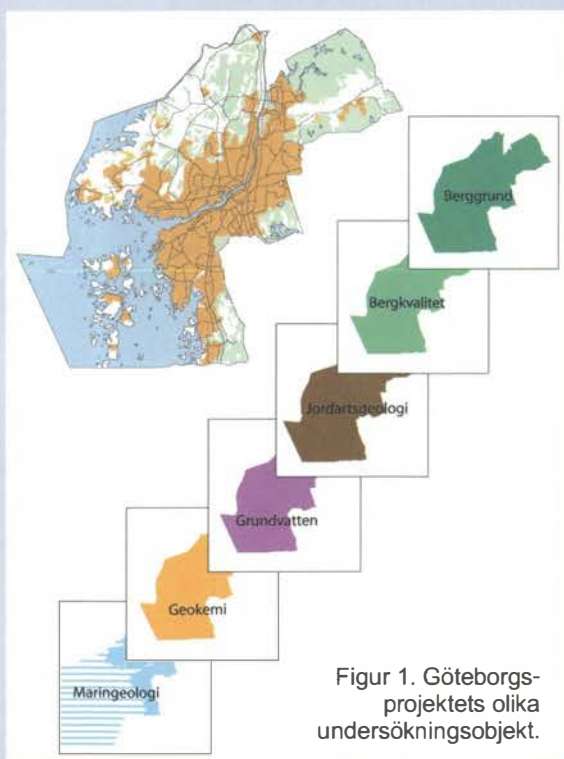 Berggrund
Bergkvalitet
Jordartsgeologi
Grundvatten
Geokemi
Maringeologi
Figur 1. Göteborgs-
projektets olika
undersökningsobjekt.